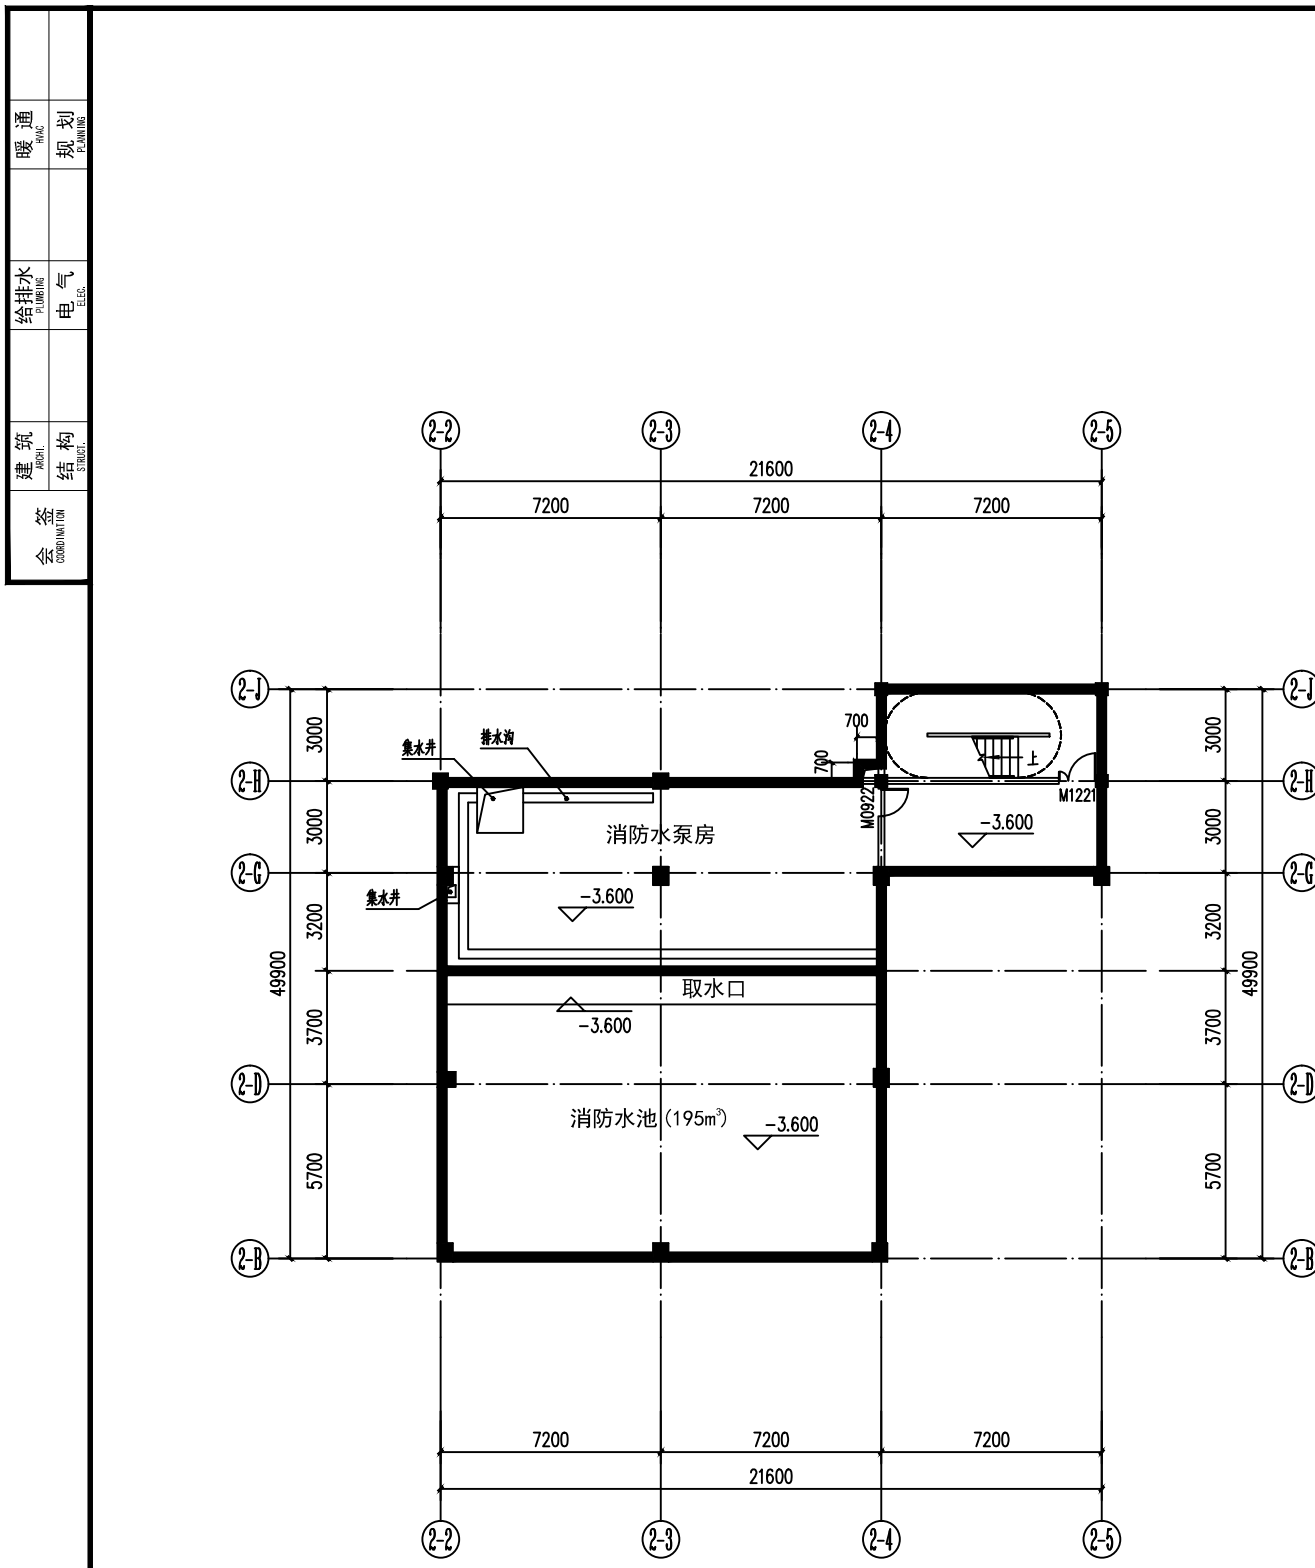 暖通
HVAC
规划
PLANNING
给排水
PLUMBING
电气
ELEC.
建筑
ARCHI.
结构
STRUCT.
会签
COORDINATION
2-2
2-3
2-4
2-5
21600
7200
7200
7200
2-J
2-J
700
3000
3000
排水沟
集水井
700
上
2-H
2-H
M1221
M0922
3000
消防水泵房
-3.600
3000
2-G
2-G
集水井
-3.600
3200
3200
49900
49900
取水口
-3.600
3700
3700
2-D
2-D
消防水池(195m³)
-3.600
5700
5700
2-B
2-B
7200
7200
7200
21600
2-2
2-3
2-4
2-5